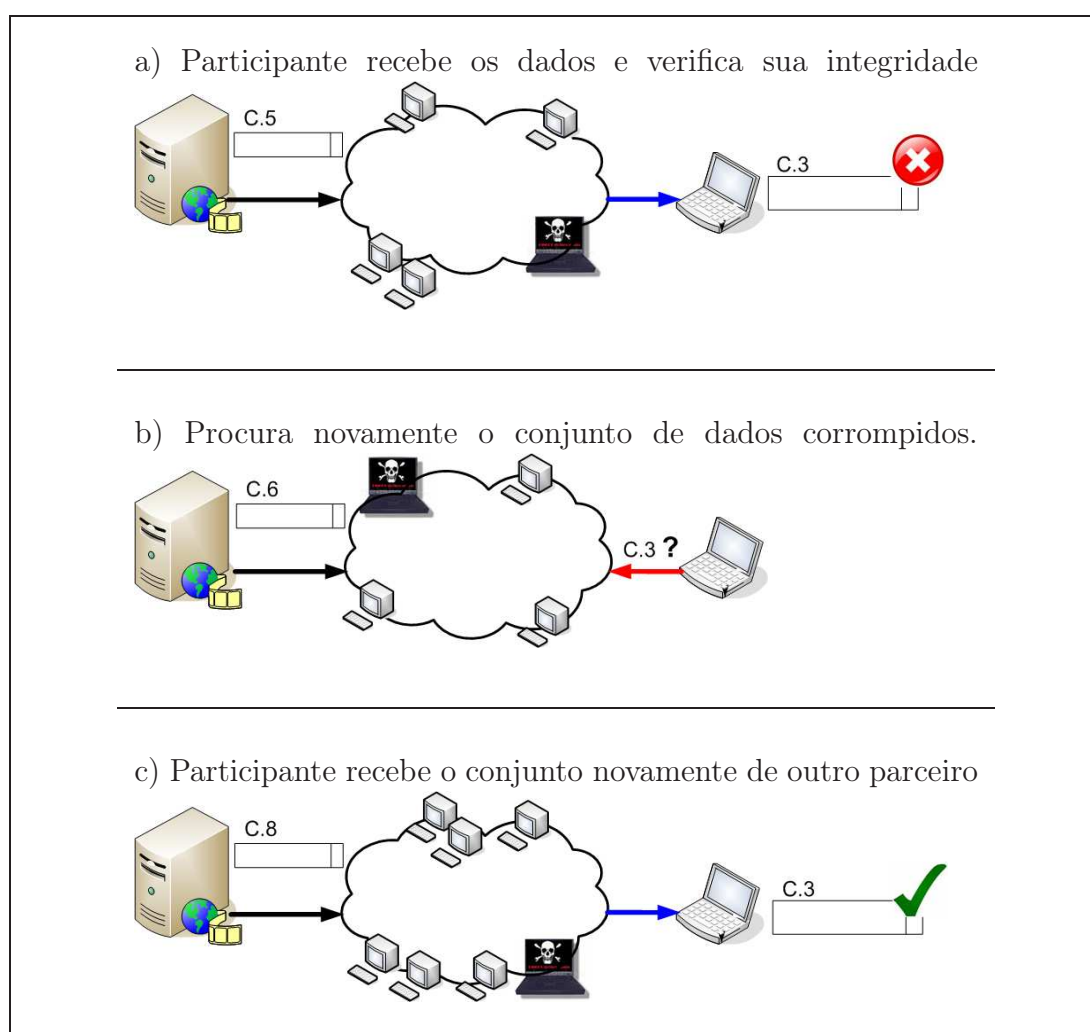 a) Participante recebe os dados e verifica sua integridade
C.5
C.3
b) Procura novamente o conjunto de dados corrompidos.
C.6
C.3 ?
c) Participante recebe o conjunto novamente de outro parceiro
C.8
C.3